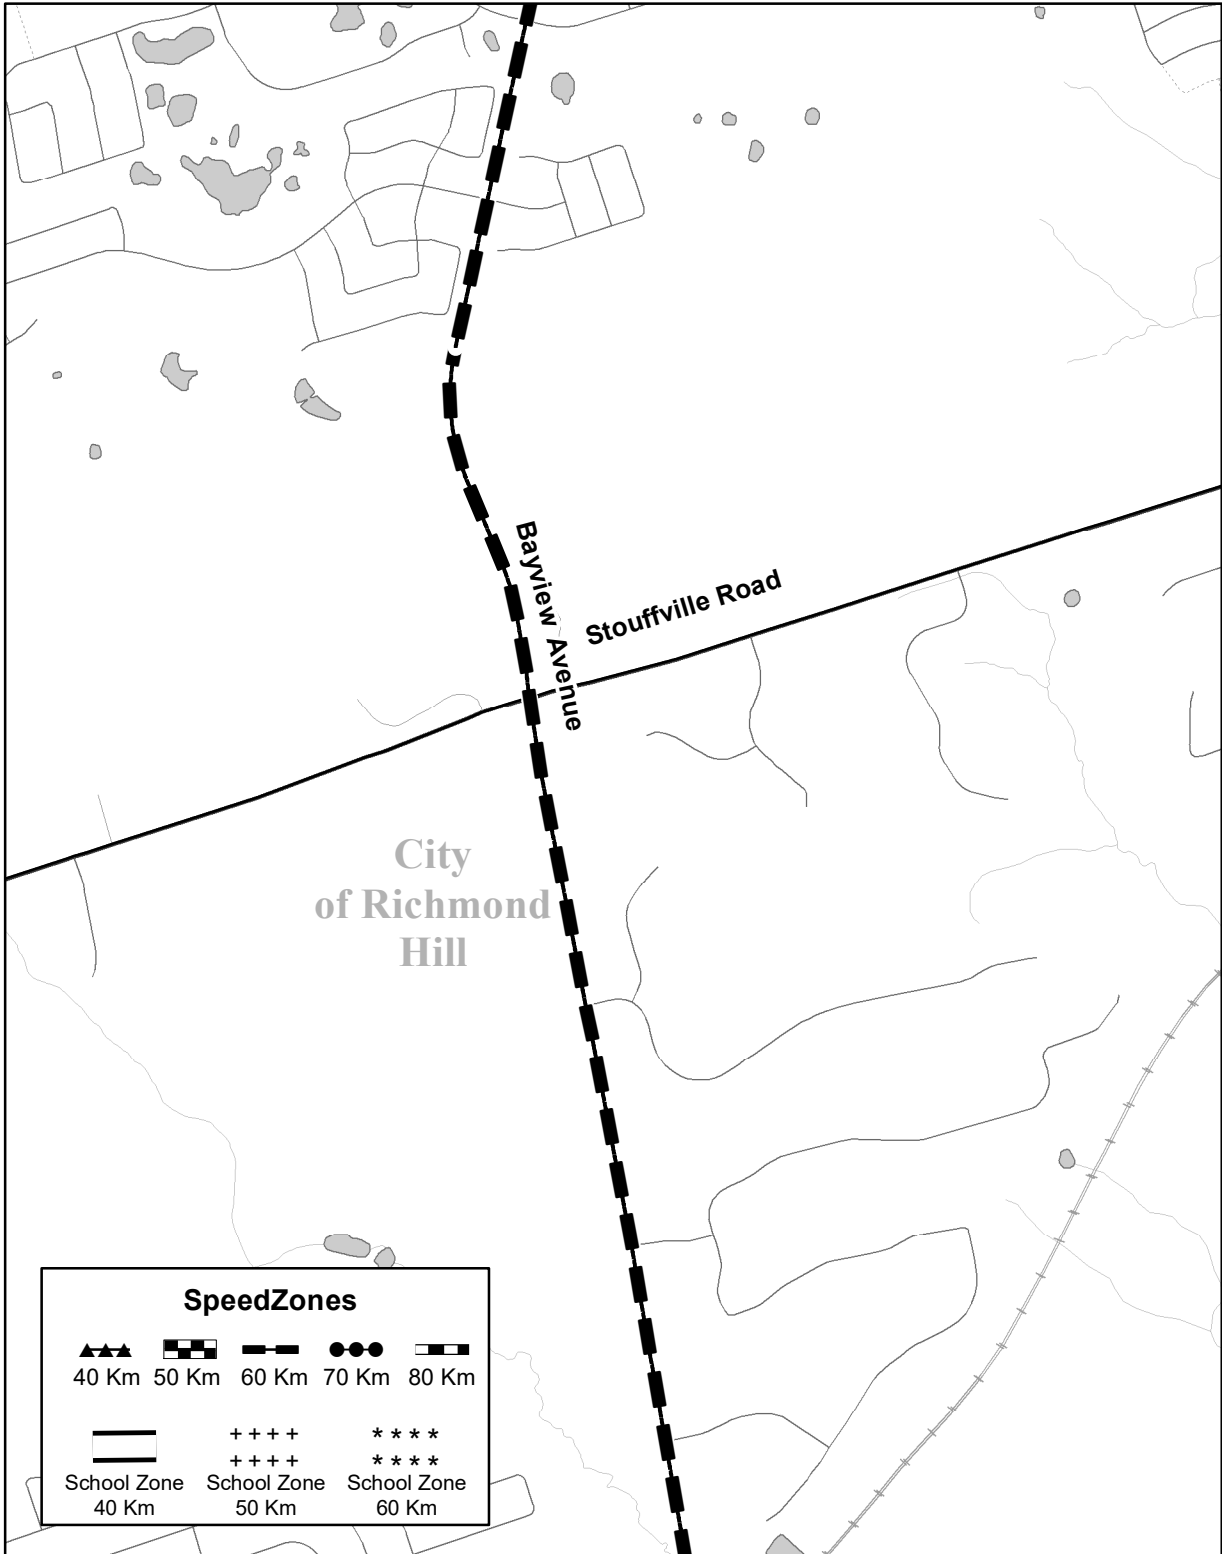 Bayview Avenue
Stouffville Road
City
of Richmond
Hill
SpeedZones
40 Km 50 Km 60 Km 70 Km 80 Km
School Zone School Zone School Zone
40 Km 50 Km 60 Km